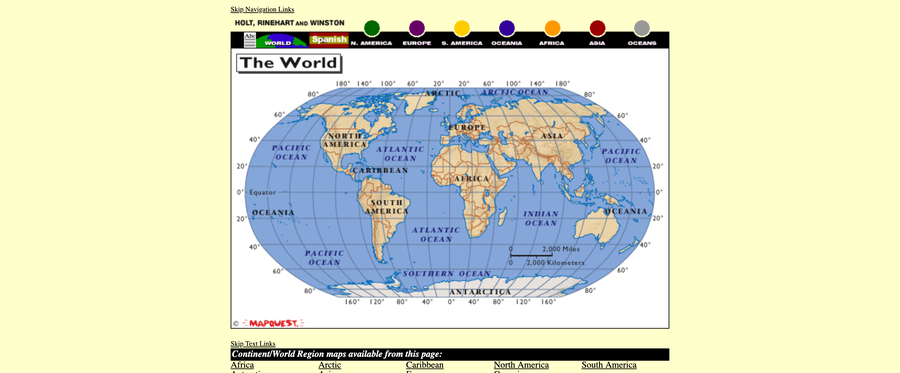 Skip Navigation Links
HOLT, RINEHART AND WINSTON
Abc
WORLD
Spanish
N. AMERICA EUROPE S. AMERICA OCEANIA AFRICA ASIA OCEANS
The World
180° 140° 100° 60° 20° 20° 60° 100° 140° 180°
80° ARCTIC ARCTIC OCEAN 80°
60° 60°
EUROPE
NORTH AMERICA ASIA
40° 40°
PACIFIC OCEAN ATLANTIC OCEAN PACIFIC OCEAN
20° CARIBBEAN 20°
AFRICA
Equator 0° 0°
OCEANIA SOUTH AMERICA INDIAN OCEAN OCEANIA
20° 20°
ATLANTIC OCEAN
40° 0 2,000 Miles 40°
PACIFIC OCEAN 0 2,000 Kilometers
60° SOUTHERN OCEAN 60°
80° ANTARCTICA 80°
160° 120° 80° 40° 0° 40° 80° 120° 160°
© MAPQUEST.
Skip Text Links
Continent/World Region maps available from this page:
Africa Arctic Caribbean North America South America